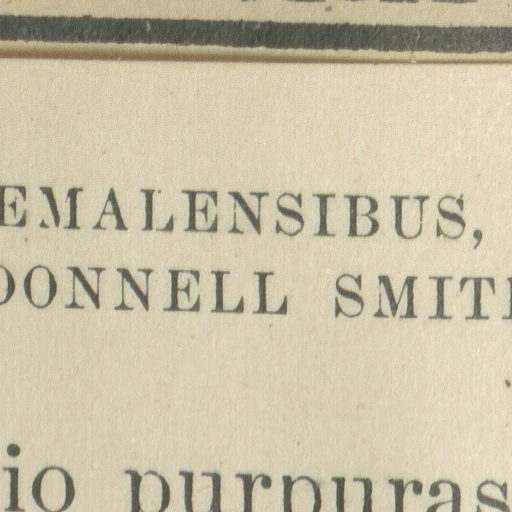 EMALENSIBUS,
DONNELL SMITH
io purpuras